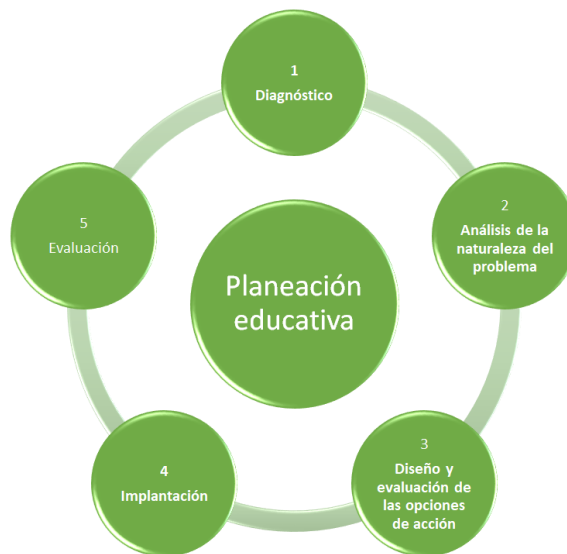 1
Diagnóstico
2
Análisis de la
naturaleza del
problema
5
Evaluación
Planeación
educativa
3
Diseño y
evaluación de
las opciones
de acción
4
Implantación